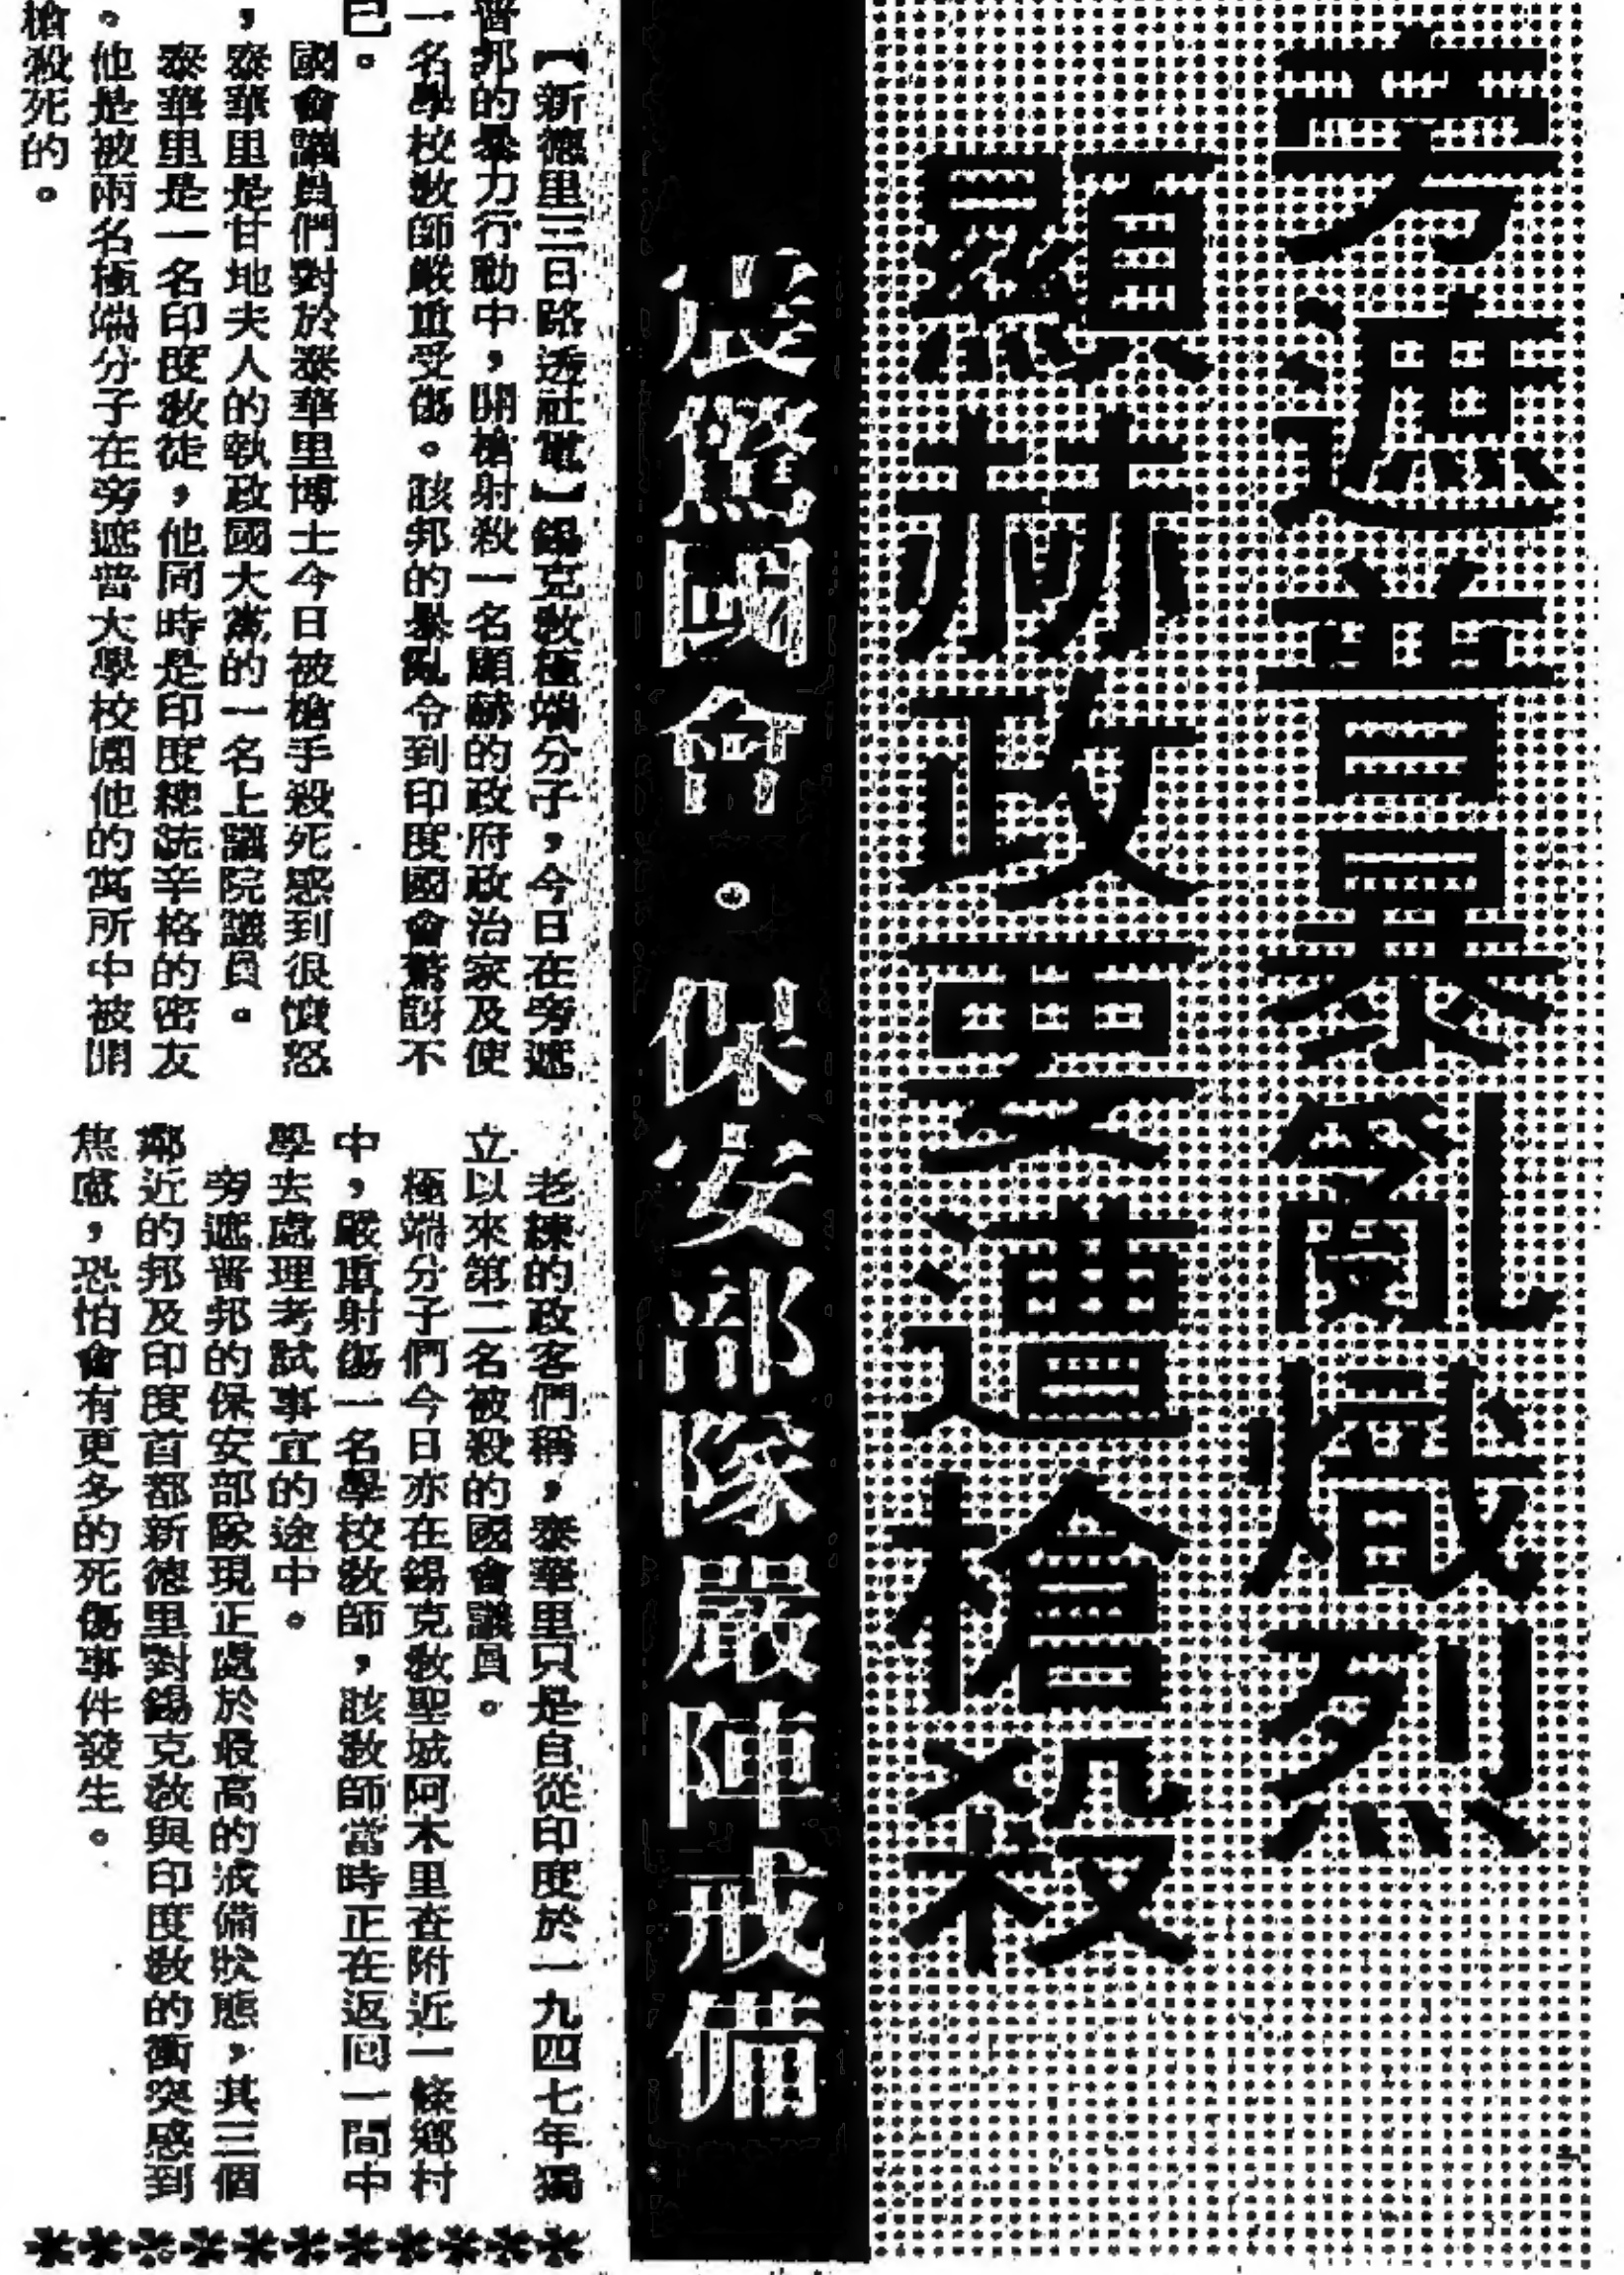 旁遮普暴亂熾烈
顯赫政要遭槍殺
震驚國會。保安部隊嚴陣戒備
【新德里三日路透社電】錫克教極端分子,今日在旁遮
普邦的暴力行動中,開槍射殺一名顯赫的政府政治家及使
一名學校教師嚴重受傷。該邦的暴亂令到印度國會驚訝不
已。
國會議員們對於泰華里博士今日被槍手殺死感到很憤怒
,泰華里是甘地夫人的執政國大黨的一名上議院議員。
泰華里是一名印度教徒,他同時是印度總統辛格的密友
。他是被兩名極端分子在旁遮普大學校園他的寓所中被開
槍殺死的。
老練的政客們稱,泰華里只是自從印度於一九四七年獨
立以來第二名被殺的國會議員。
極端分子們今日亦在錫克教聖城阿木里查附近一條鄉村
中,嚴重射傷一名學校教師,該教師當時正在返回一間中
學去處理考試事宜的途中。
旁遮普邦的保安部隊現正處於最高的戒備狀態,其三個
鄰近的邦及印度首都新德里對錫克教與印度教的衝突感到
焦慮,恐怕會有更多的死傷事件發生。